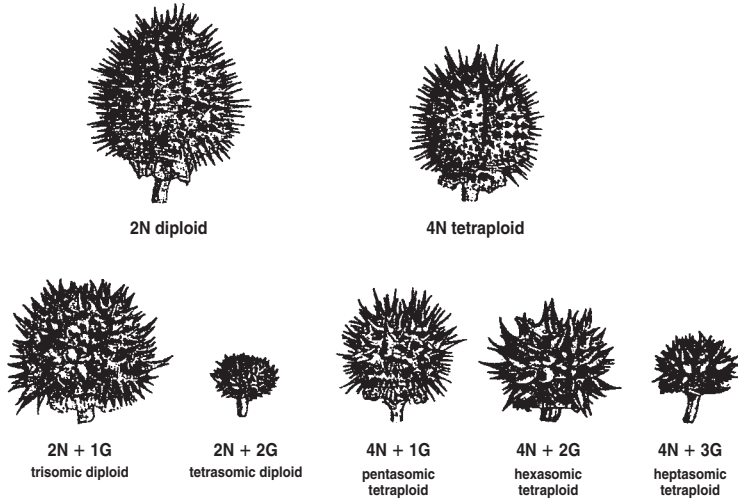 2N diploid
4N tetraploid
2N + 1G
trisomic diploid
2N + 2G
tetrasomic diploid
4N + 1G
pentasomic
tetraploid
4N + 2G
hexasomic
tetraploid
4N + 3G
heptasomic
tetraploid